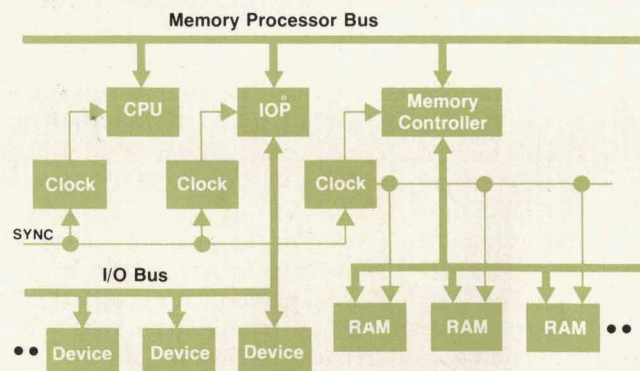 Memory Processor Bus
CPU
IOP
Memory
Controller
Clock
Clock
Clock
SYNC
I/O Bus
RAM
RAM
RAM
Device
Device
Device